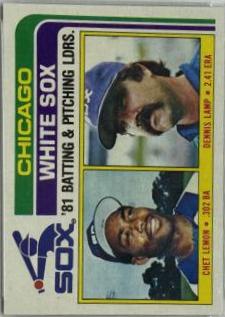 CHICAGO
WHITE SOX
'81 BATTING & PITCHING LDRS.
SOX
CHET LEMON ★ .302 BA
DENNIS LAMP ★ 2.41 ERA